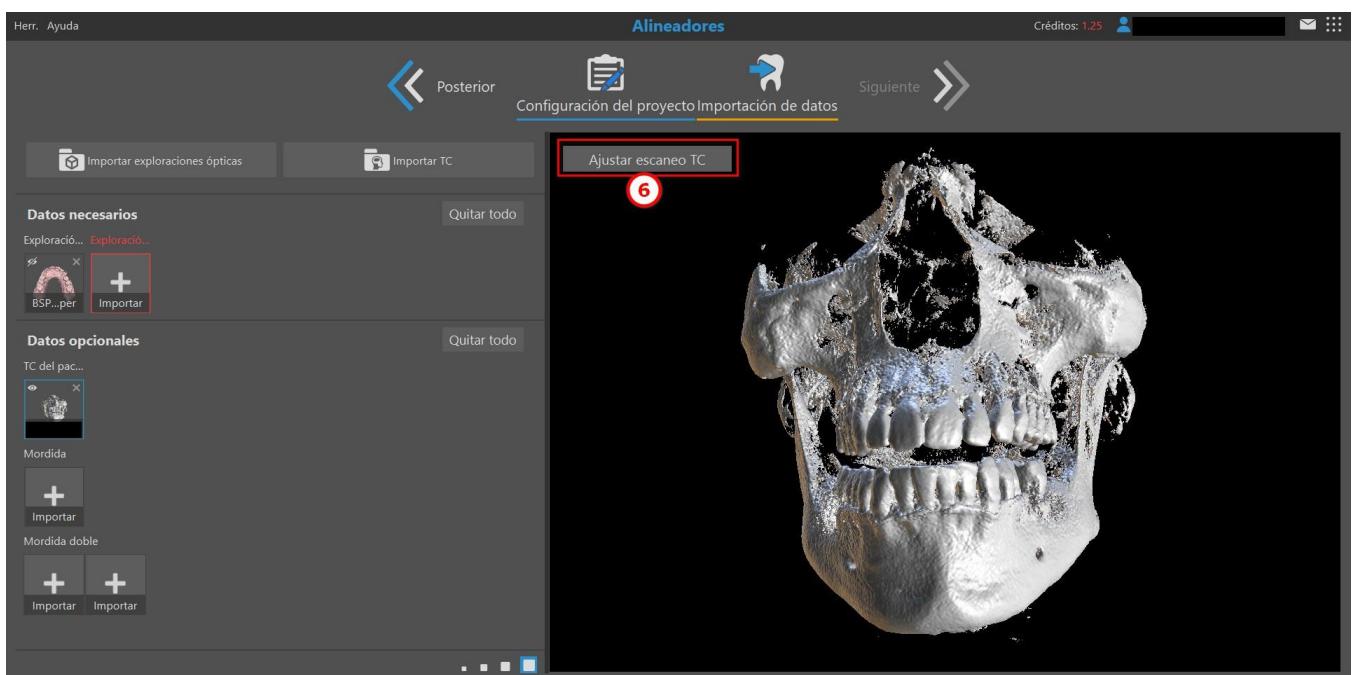 Herr. Ayuda
Alineadores
Créditos: 1.25
Posterior
Configuración del proyecto
Importación de datos
Siguiente
Importar exploraciones ópticas
Importar TC
Ajustar escaneo TC
6
Datos necesarios
Quitar todo
Exploració... Exploració...
BSP...per
Importar
Datos opcionales
Quitar todo
TC del pac...
Mordida
Importar
Mordida doble
Importar Importar